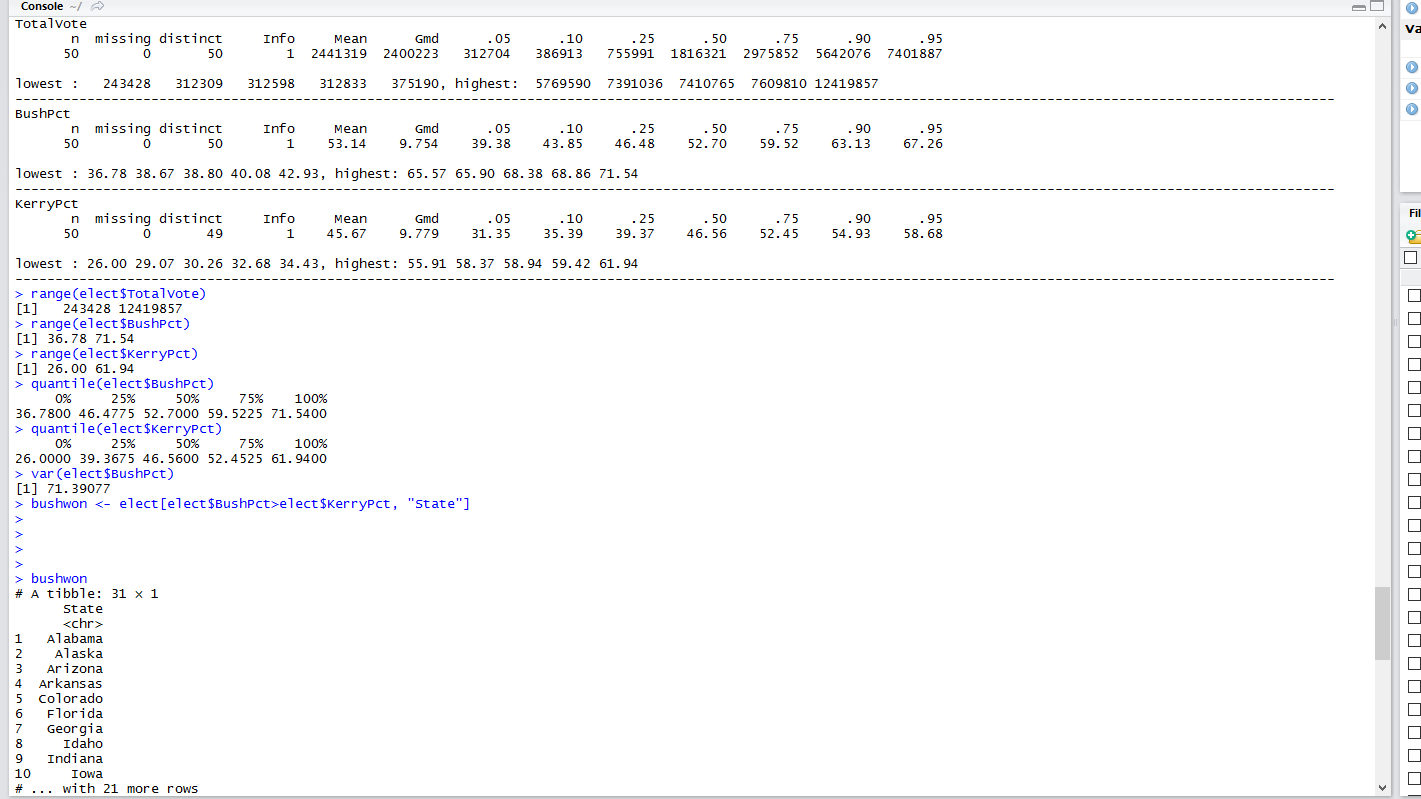 Console ~/
TotalVote
n missing distinct Info Mean Gmd .05 .10 .25 .50 .75 .90 .95
50 0 50 1 2441319 2400223 312704 386913 755991 1816321 2975852 5642076 7401887
lowest : 243428 312309 312598 312833 375190, highest: 5769590 7391036 7410765 7609810 12419857
--------------------------------------------------------------------------------
BushPct
n missing distinct Info Mean Gmd .05 .10 .25 .50 .75 .90 .95
50 0 50 1 53.14 9.754 39.38 43.85 46.48 52.70 59.52 63.13 67.26
lowest : 36.78 38.67 38.80 40.08 42.93, highest: 65.57 65.90 68.38 68.86 71.54
--------------------------------------------------------------------------------
KerryPct
n missing distinct Info Mean Gmd .05 .10 .25 .50 .75 .90 .95
50 0 49 1 45.67 9.779 31.35 35.39 39.37 46.56 52.45 54.93 58.68
lowest : 26.00 29.07 30.26 32.68 34.43, highest: 55.91 58.37 58.94 59.42 61.94
--------------------------------------------------------------------------------
> range(elect$TotalVote)
[1] 243428 12419857
> range(elect$BushPct)
[1] 36.78 71.54
> range(elect$KerryPct)
[1] 26.00 61.94
> quantile(elect$BushPct)
0% 25% 50% 75% 100%
36.7800 46.4775 52.7000 59.5225 71.5400
> quantile(elect$KerryPct)
0% 25% 50% 75% 100%
26.0000 39.3675 46.5600 52.4525 61.9400
> var(elect$BushPct)
[1] 71.39077
> bushwon <- elect[elect$BushPct>elect$KerryPct, "State"]
>
>
>
>
> bushwon
# A tibble: 31 × 1
State
<chr>
1 Alabama
2 Alaska
3 Arizona
4 Arkansas
5 Colorado
6 Florida
7 Georgia
8 Idaho
9 Indiana
10 Iowa
# ... with 21 more rows
Va
Fil